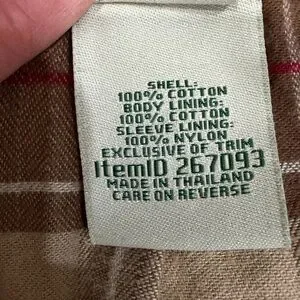 SHELL:
100% COTTON
BODY LINING:
100% COTTON
SLEEVE LINING:
100% NYLON
EXCLUSIVE OF TRIM
ItemID 267093
MADE IN THAILAND
CARE ON REVERSE